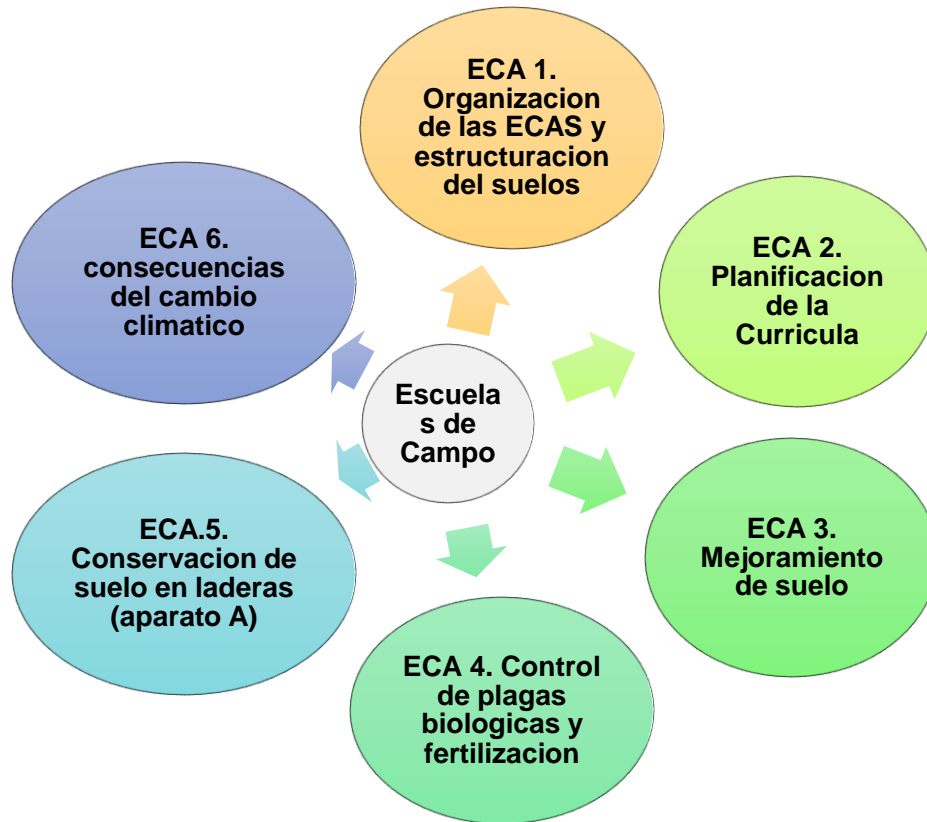 ECA 1.
Organizacion
de las ECAS y
estructuracion
del suelos
ECA 2.
Planificacion
de la
Curricula
ECA 3.
Mejoramiento
de suelo
ECA 4. Control
de plagas
biologicas y
fertilizacion
ECA.5.
Conservacion de
suelo en laderas
(aparato A)
ECA 6.
consecuencias
del cambio
climatico
Escuela
s de
Campo